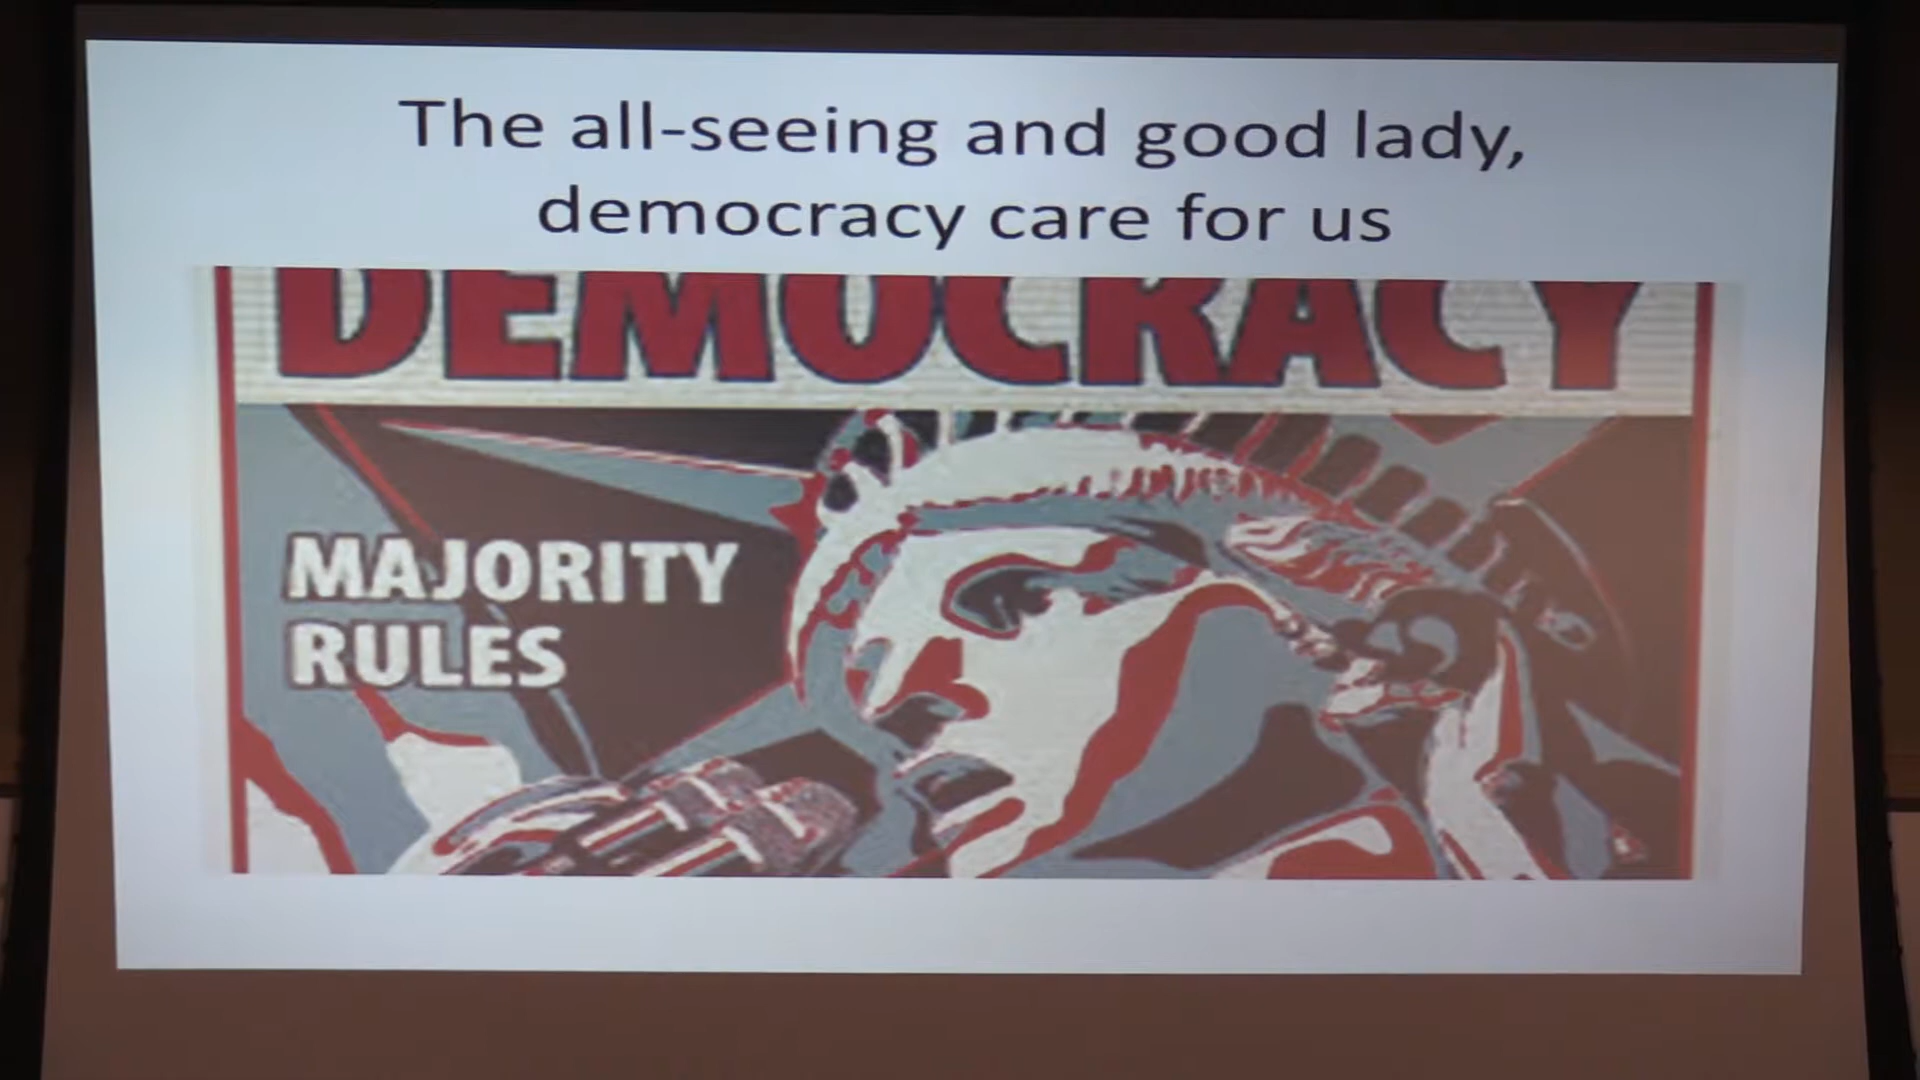 The all-seeing and good lady,
democracy care for us
DEMOCRACY
MAJORITY
RULES